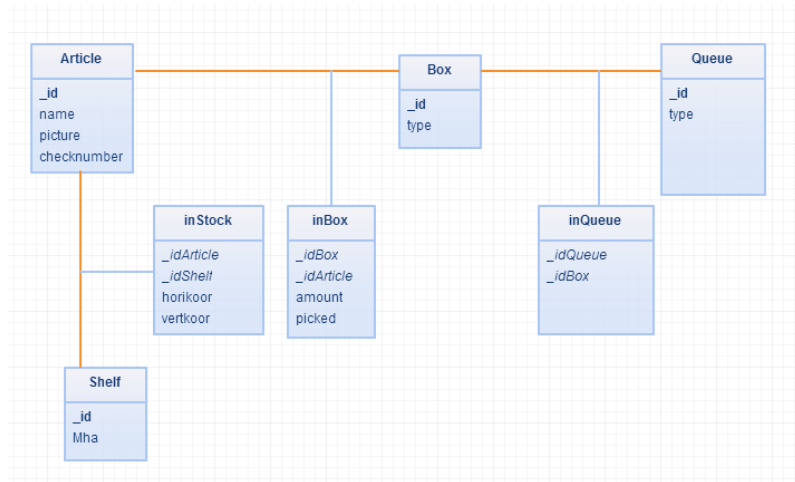 Article
_id
name
picture
checknumber
Box
_id
type
Queue
_id
type
inStock
_idArticle
_idShelf
horikoor
vertkoor
inBox
_idBox
_idArticle
amount
picked
inQueue
_idQueue
_idBox
Shelf
_id
Mha